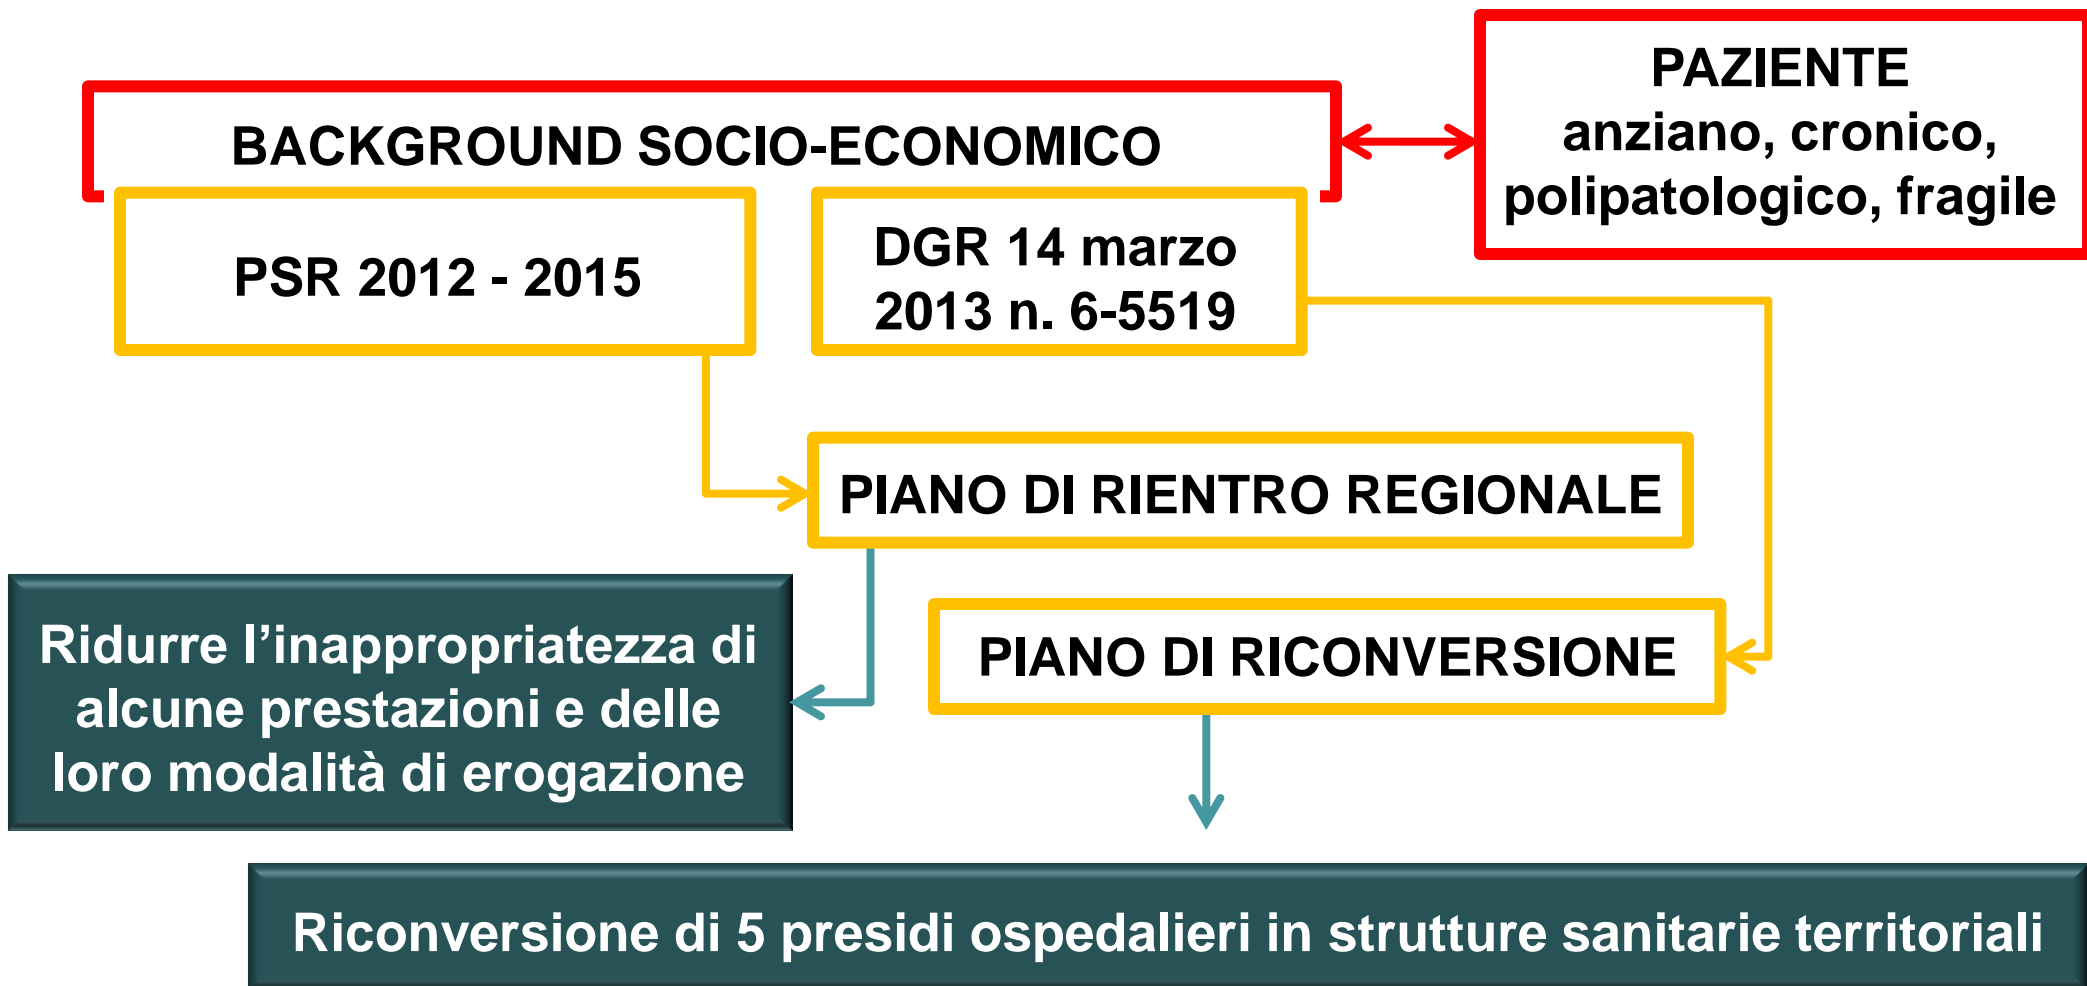 PAZIENTE
anziano, cronico,
polipatologico, fragile
BACKGROUND SOCIO-ECONOMICO
PSR 2012 - 2015
DGR 14 marzo
2013 n. 6-5519
PIANO DI RIENTRO REGIONALE
Ridurre l’inappropriatezza di
alcune prestazioni e delle
loro modalità di erogazione
PIANO DI RICONVERSIONE
Riconversione di 5 presidi ospedalieri in strutture sanitarie territoriali